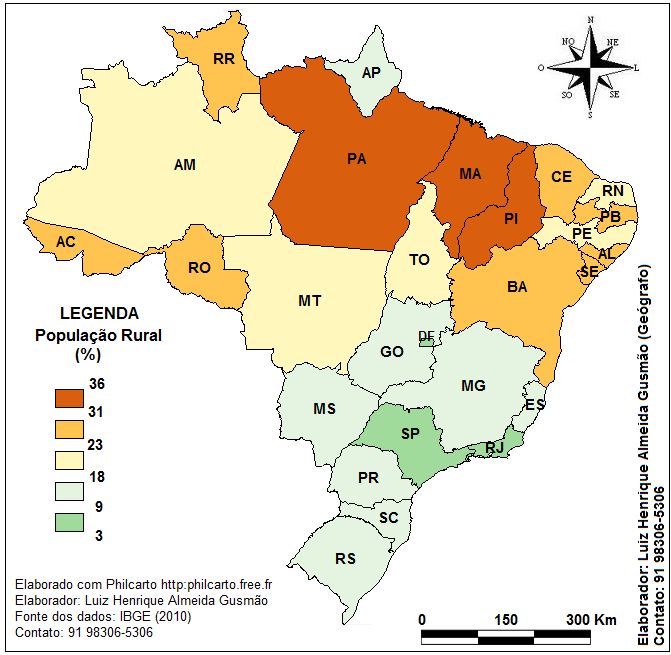 N
NO NE
O L
SO SE
S
RR
AP
AM
PA
MA
CE
RN
PI
PB
PE
AC
RO
TO
AL
SE
BA
MT
LEGENDA
População Rural
(%)
36
31
23
18
9
3
DF
GO
MG
MS
ES
SP
RJ
PR
SC
RS
Elaborado com Philcarto http:philcarto.free.fr
Elaborador: Luiz Henrique Almeida Gusmão
Fonte dos dados: IBGE (2010)
Contato: 91 98306-5306
0 150 300 Km
Elaborador: Luiz Henrique Almeida Gusmão (Geógrafo)
Contato: 91 98306-5306